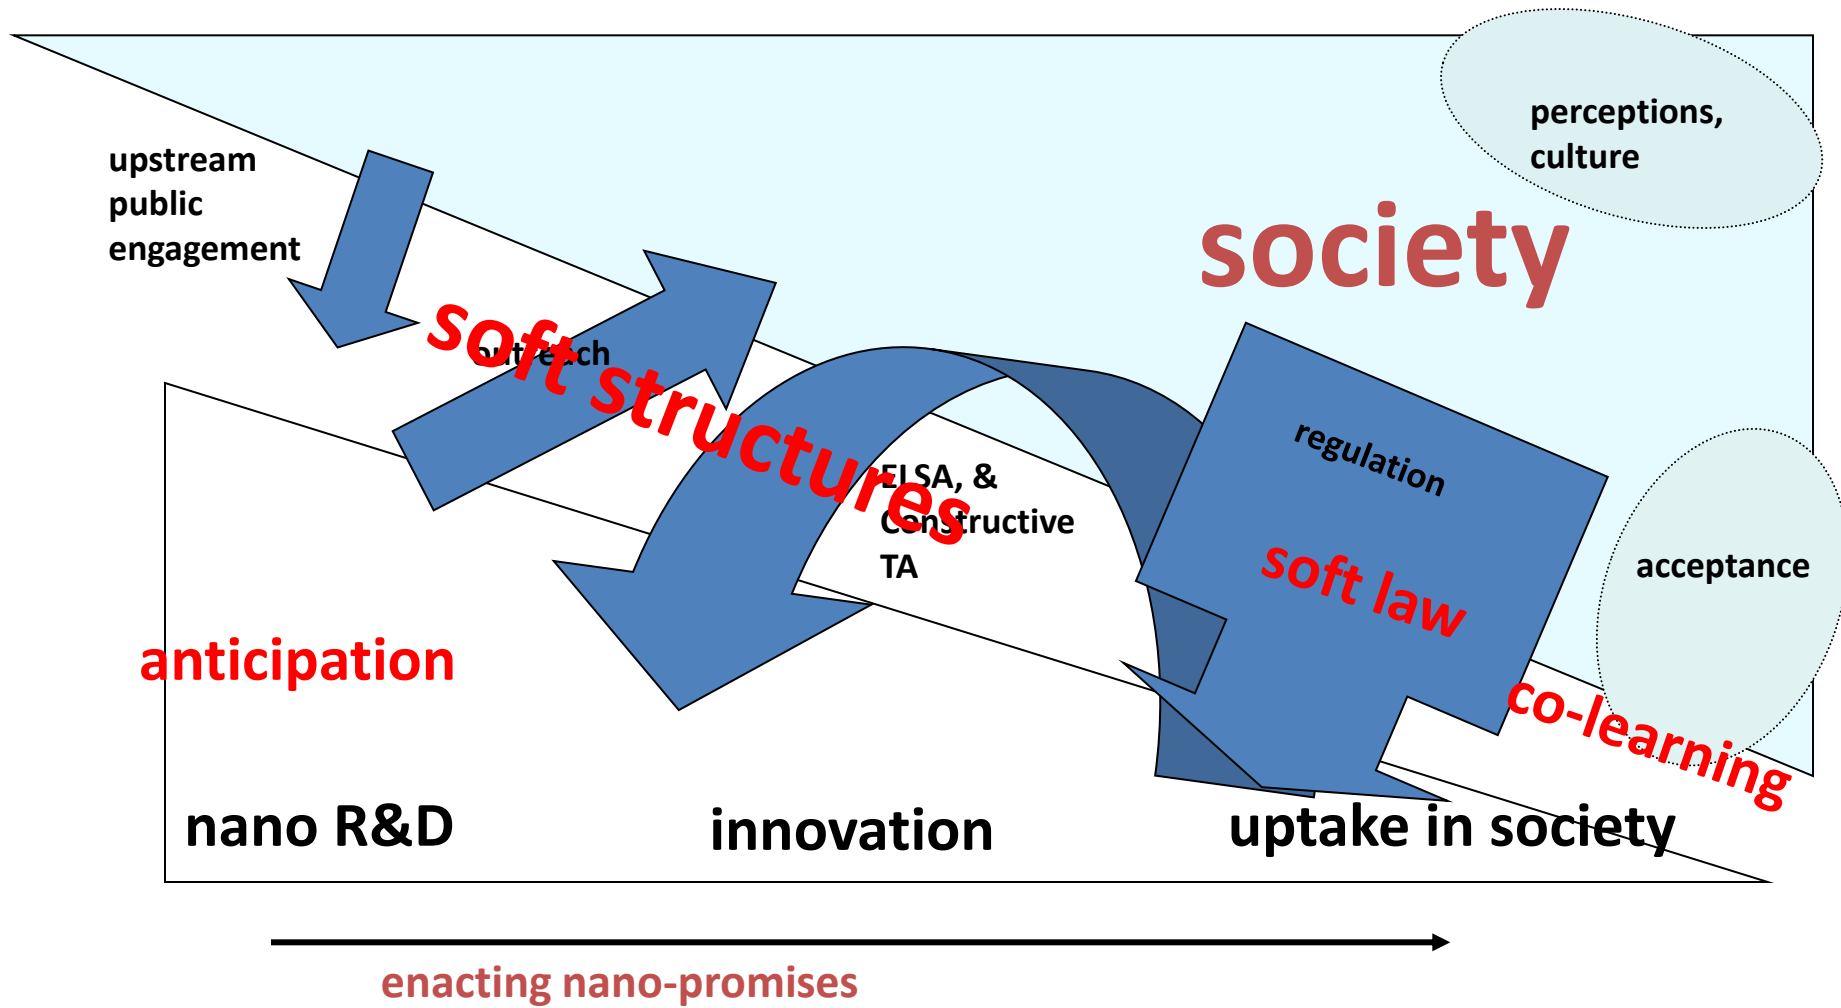 perceptions,
culture
upstream
public
engagement
society
soft structures
outreach
regulation
ELSA, &
Constructive
TA
soft law
acceptance
anticipation
co-learning
nano R&D
innovation
uptake in society
enacting nano-promises